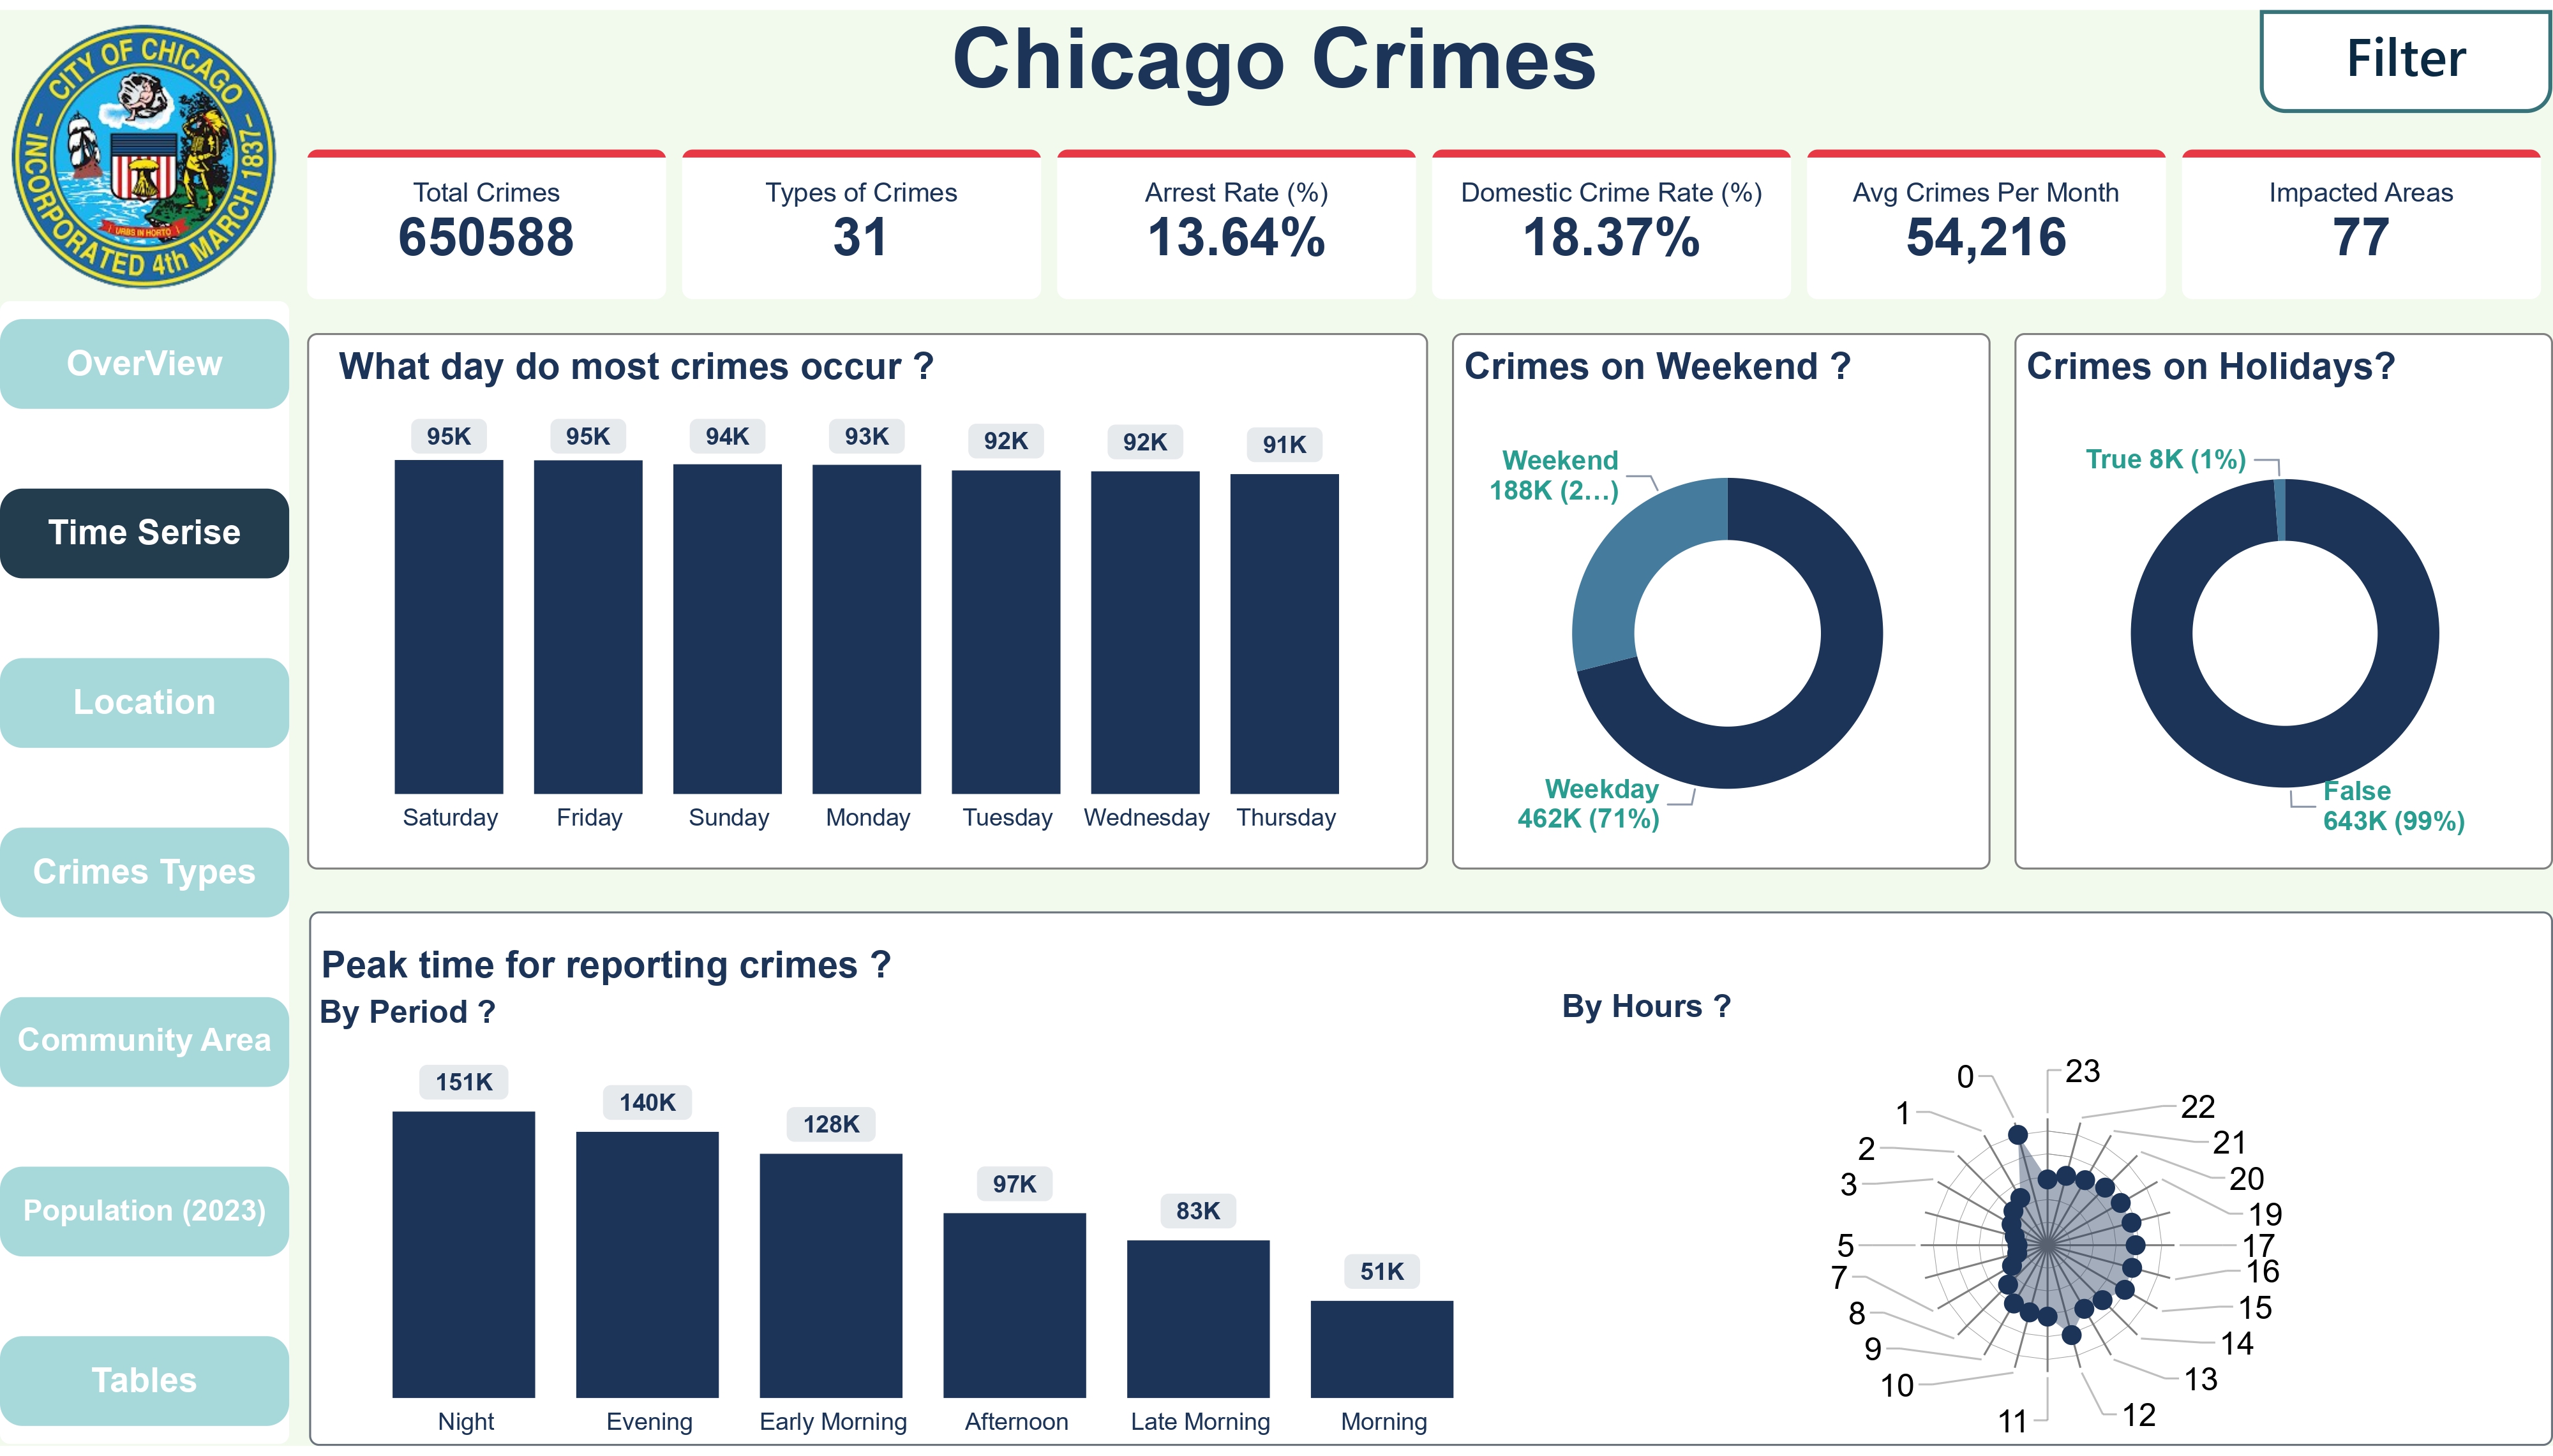 CITY OF CHICAGO
INCORPORATED 4th MARCH 1837
URBS IN HORTO
Chicago Crimes
Filter
Total Crimes
650588
Types of Crimes
31
Arrest Rate (%)
13.64%
Domestic Crime Rate (%)
18.37%
Avg Crimes Per Month
54,216
Impacted Areas
77
OverView
Time Serise
Location
Crimes Types
Community Area
Population (2023)
Tables
What day do most crimes occur ?
95K
95K
94K
93K
92K
92K
91K
Saturday
Friday
Sunday
Monday
Tuesday
Wednesday
Thursday
Crimes on Weekend ?
Weekend
188K (2...)
Weekday
462K (71%)
Crimes on Holidays?
True 8K (1%)
False
643K (99%)
Peak time for reporting crimes ?
By Period ?
151K
140K
128K
97K
83K
51K
Night
Evening
Early Morning
Afternoon
Late Morning
Morning
By Hours ?
0
23
1
22
2
21
3
20
19
5
17
7
16
8
15
9
14
10
13
11
12